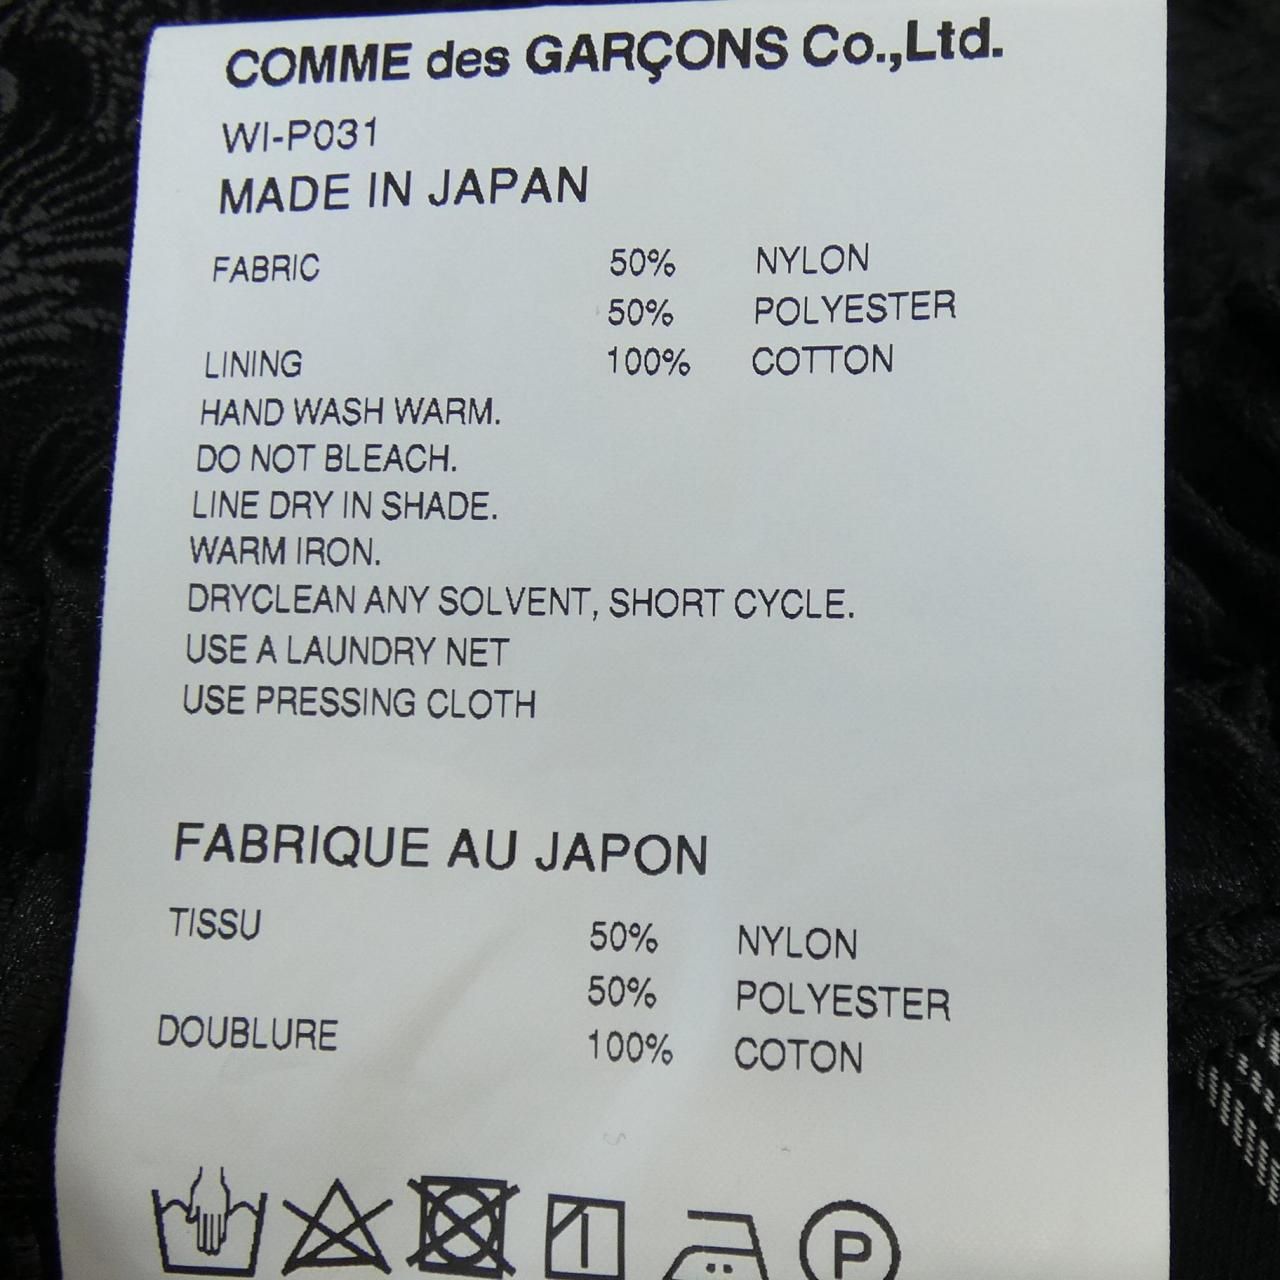 COMME des GARÇONS Co.,Ltd.
WI-P031
MADE IN JAPAN
FABRIC 50% NYLON
50% POLYESTER
LINING 100% COTTON
HAND WASH WARM.
DO NOT BLEACH.
LINE DRY IN SHADE.
WARM IRON.
DRYCLEAN ANY SOLVENT, SHORT CYCLE.
USE A LAUNDRY NET
USE PRESSING CLOTH
FABRIQUE AU JAPON
TISSU 50% NYLON
50% POLYESTER
DOUBLURE 100% COTON
P